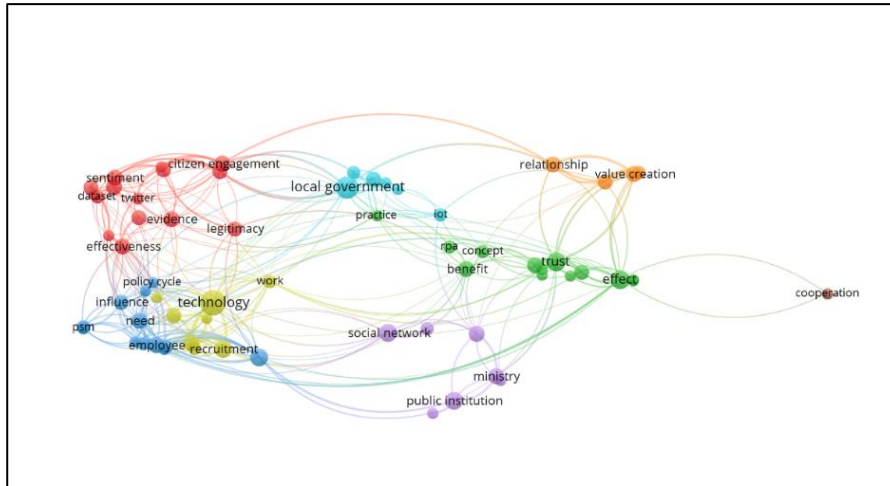 citizen engagement
relationship
value creation
sentiment
local government
dataset
twitter
practice
iot
evidence
legitimacy
effectiveness
rpa
concept
trust
benefit
effect
policy cycle
work
cooperation
influence
technology
need
psm
social network
employee
recruitment
ministry
public institution